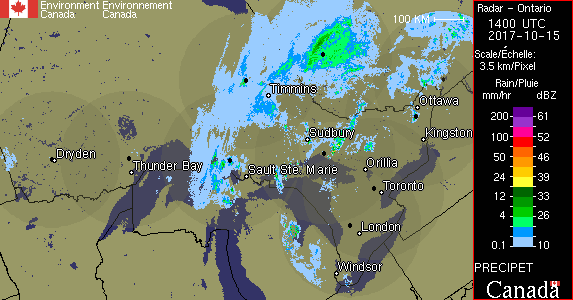 Environment Environnement
Canada Canada
100 KM
Timmins
Ottawa
Sudbury
Kingston
Dryden
Thunder Bay
Sault Ste. Marie
Orillia
Toronto
London
Windsor
Radar - Ontario
1400 UTC
2017-10-15
Scale/Échelle:
3.5 km/Pixel
Rain/Pluie
mm/hr dBZ
200 61
100 52
50 46
24 39
12 33
4 26
0.1 10
PRECIPET
Canada